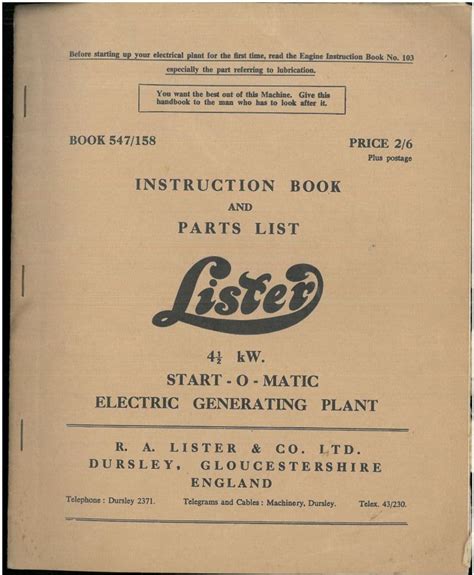 Before starting up your electrical plant for the first time, read the Engine Instruction Book No. 103
especially the part referring to lubrication.
You want the best out of this Machine. Give this
handbook to the man who has to look after it.
BOOK 547/158
PRICE 2/6
Plus postage
INSTRUCTION BOOK
AND
PARTS LIST
Lister
4½ kW.
START-O-MATIC
ELECTRIC GENERATING PLANT
R. A. LISTER & CO. LTD.
DURSLEY, GLOUCESTERSHIRE
ENGLAND
Telephone : Dursley 2371. Telegrams and Cables : Machinery, Dursley. Telex. 43/230.